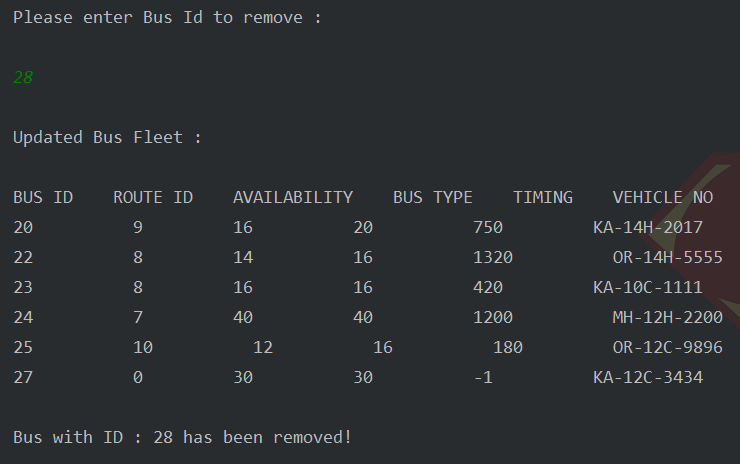 Please enter Bus Id to remove :
28
Updated Bus Fleet :
BUS ID    ROUTE ID    AVAILABILITY    BUS TYPE    TIMING    VEHICLE NO
20          9         16          20          750         KA-14H-2017
22          8         14          16          1320          OR-14H-5555
23          8         16          16          420         KA-10C-1111
24          7         40          40          1200          MH-12H-2200
25          10          12          16          180         OR-12C-9896
27          0         30          30          -1          KA-12C-3434
Bus with ID : 28 has been removed!